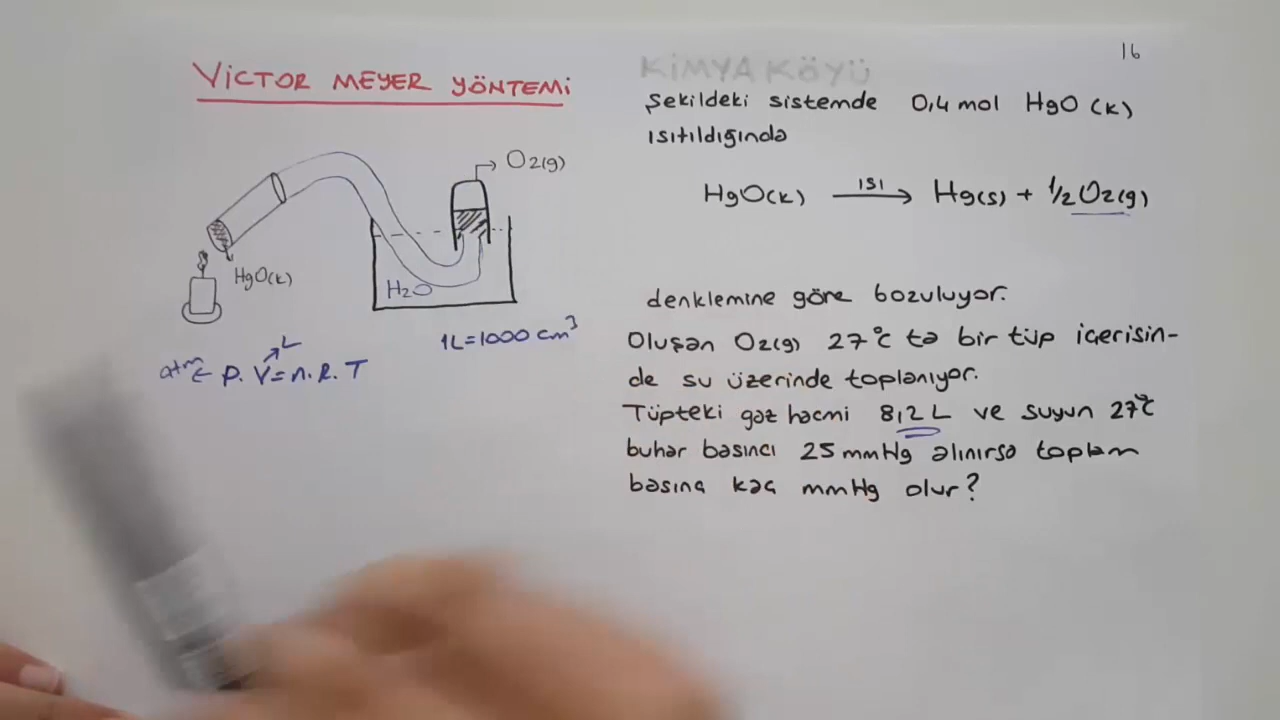 16
VİCTOR MEYER YÖNTEMİ
O2(g)
HgO(k)
H2O
1L=1000 cm³
L
atm ← P.V=n.R.T
KİMYA KÖYÜ
Şekildeki sistemde 0,4 mol HgO (k)
ısıtıldığında
HgO(k) ısı → Hg(s) + 1/2 O2(g)
denklemine göre bozuluyor.
Oluşan O2(g) 27°C ta bir tüp içerisin-
de su üzerinde toplanıyor.
Tüpteki gaz hacmi 8,2 L ve suyun 27°C
buhar basıncı 25 mmHg alınırsa toplam
basınç kaç mmHg olur?